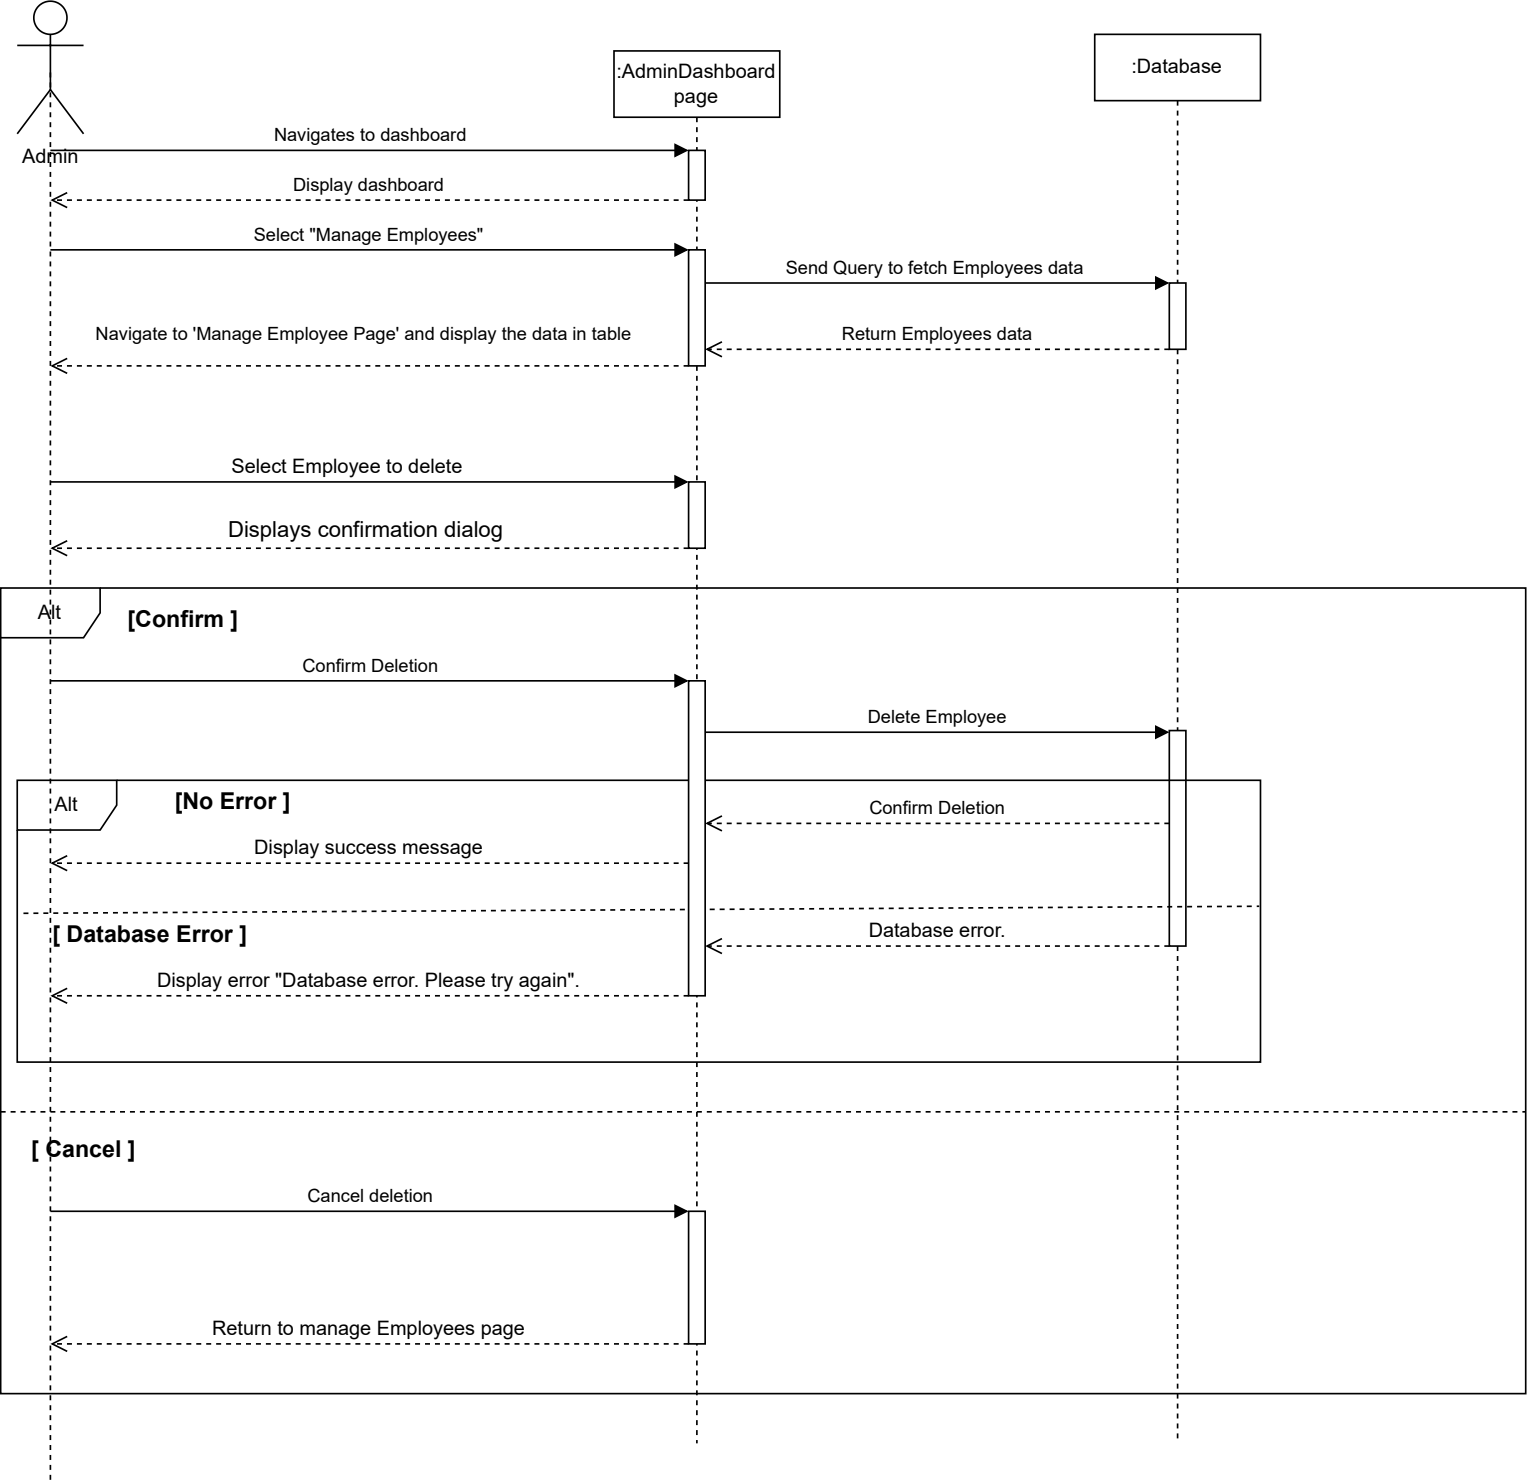 :Database
:AdminDashboard
page
Navigates to dashboard
Admin
Display dashboard
Select "Manage Employees"
Send Query to fetch Employees data
Navigate to 'Manage Employee Page' and display the data in table
Return Employees data
Select Employee to delete
Displays confirmation dialog
Alt
[Confirm ]
Confirm Deletion
Delete Employee
Alt
[No Error ]
Confirm Deletion
Display success message
[ Database Error ]
Database error.
Display error "Database error. Please try again".
[ Cancel ]
Cancel deletion
Return to manage Employees page